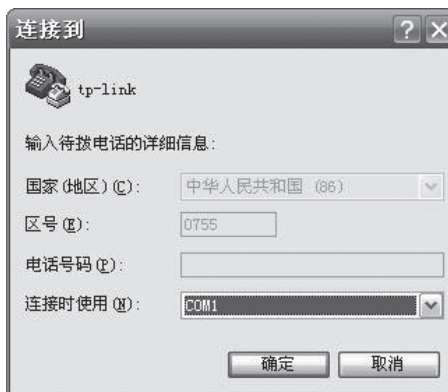 连接到
tp-link
输入待拨电话的详细信息:
国家(地区)(C): 中华人民共和国 (86)
区号(E): 0755
电话号码(P):
连接时使用(N): COM1
确定 取消